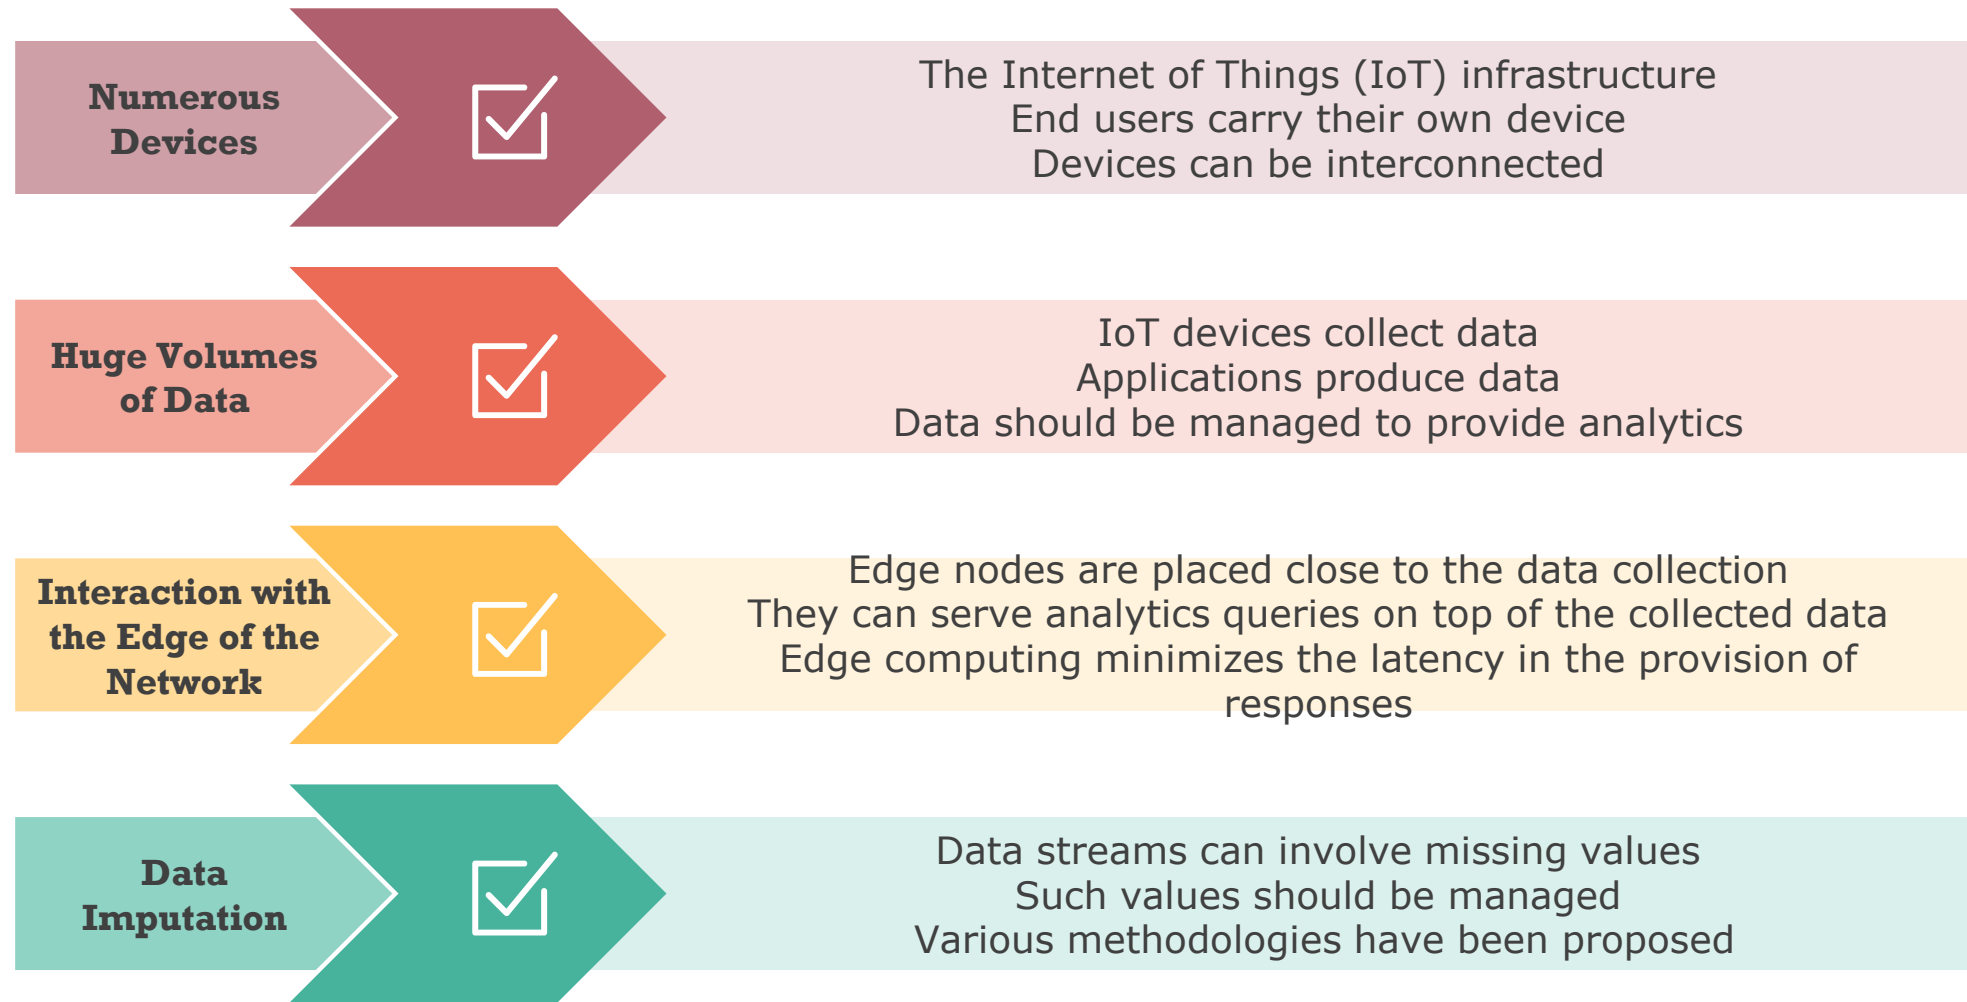 Numerous
Devices
The Internet of Things (IoT) infrastructure
End users carry their own device
Devices can be interconnected
Huge Volumes
of Data
IoT devices collect data
Applications produce data
Data should be managed to provide analytics
Interaction with
the Edge of the
Network
Edge nodes are placed close to the data collection
They can serve analytics queries on top of the collected data
Edge computing minimizes the latency in the provision of
responses
Data
Imputation
Data streams can involve missing values
Such values should be managed
Various methodologies have been proposed